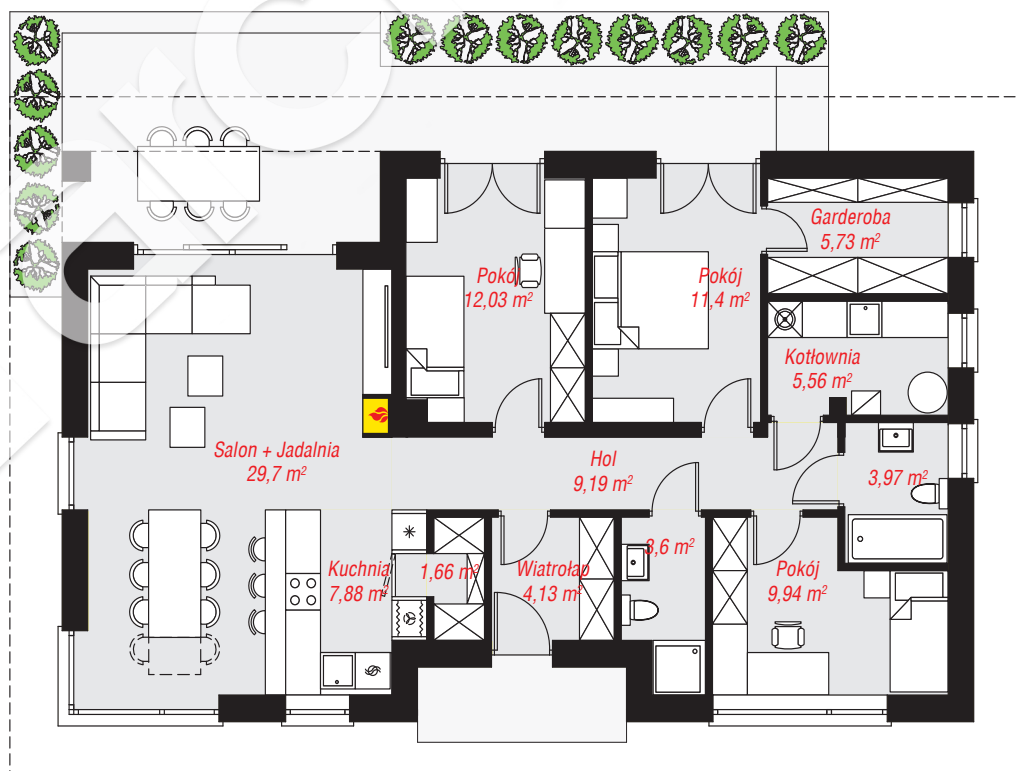 Garderoba
5,73 m²
Pokój
12,03 m²
Pokój
11,4 m²
Kotłownia
5,56 m²
Salon + Jadalnia
29,7 m²
Hol
9,19 m²
3,97 m²
Kuchnia
7,88 m²
1,66 m²
Wiatrołap
4,13 m²
3,6 m²
Pokój
9,94 m²